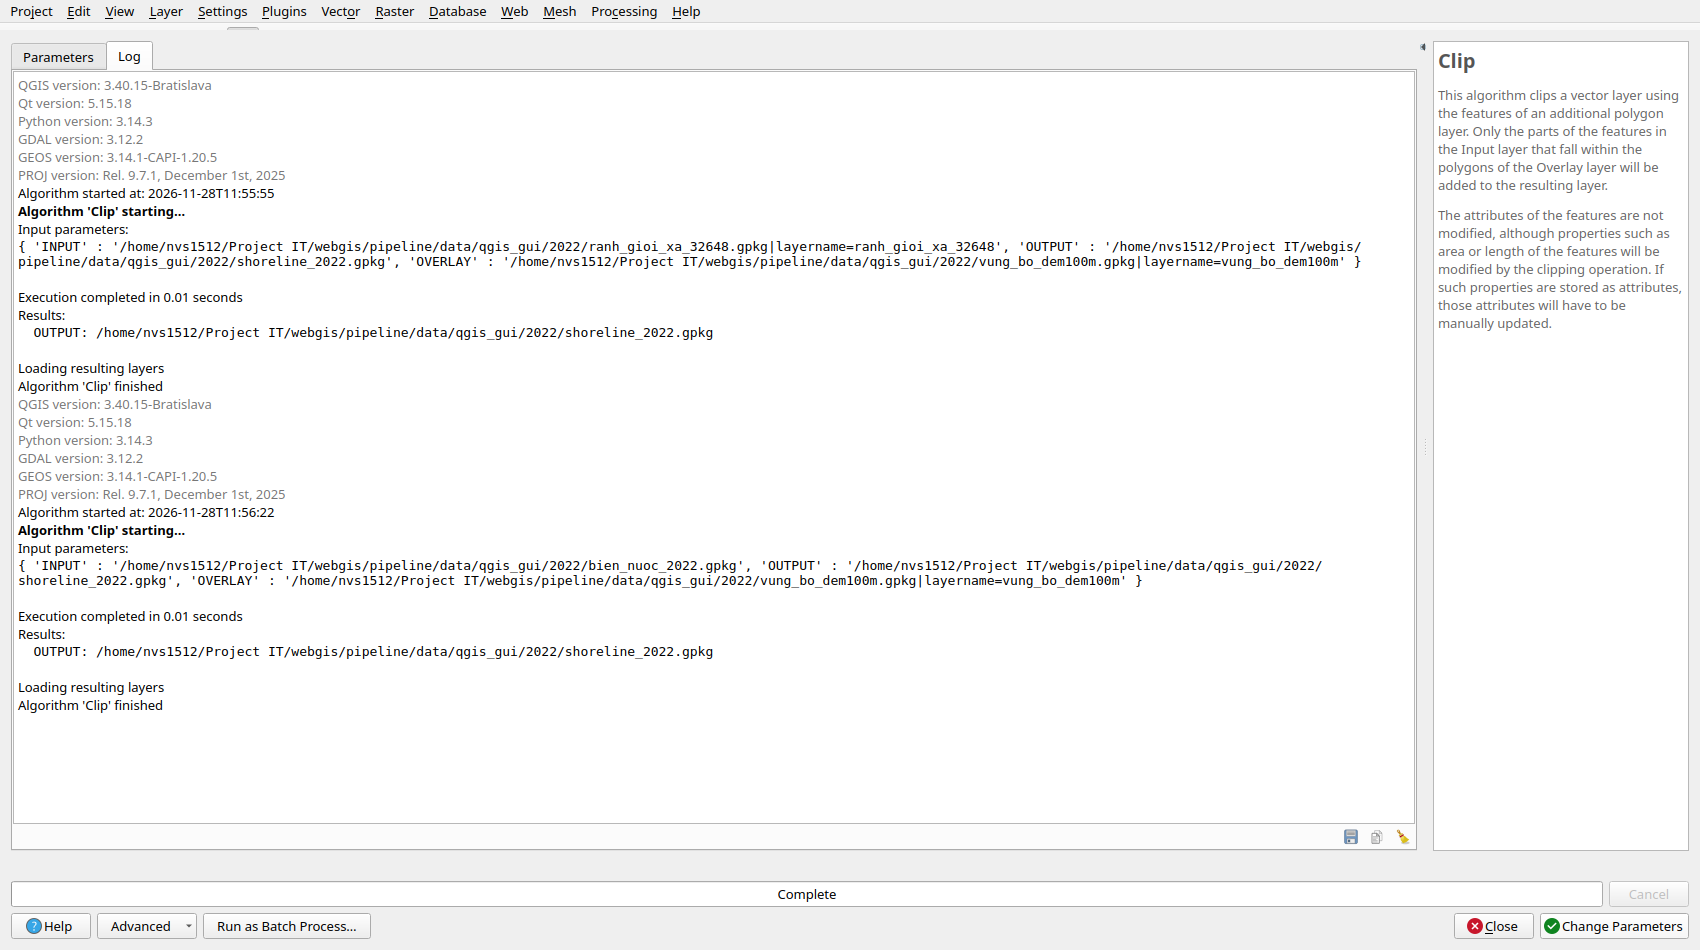 Project Edit View Layer Settings Plugins Vector Raster Database Web Mesh Processing Help
Parameters Log
QGIS version: 3.40.15-Bratislava
Qt version: 5.15.18
Python version: 3.14.3
GDAL version: 3.12.2
GEOS version: 3.14.1-CAPI-1.20.5
PROJ version: Rel. 9.7.1, December 1st, 2025
Algorithm started at: 2026-11-28T11:55:55
Algorithm 'Clip' starting...
Input parameters:
{ 'INPUT' : '/home/nvs1512/Project IT/webgis/pipeline/data/qgis_gui/2022/ranh_gioi_xa_32648.gpkg|layername=ranh_gioi_xa_32648', 'OUTPUT' : '/home/nvs1512/Project IT/webgis/
pipeline/data/qgis_gui/2022/shoreline_2022.gpkg', 'OVERLAY' : '/home/nvs1512/Project IT/webgis/pipeline/data/qgis_gui/2022/vung_bo_dem100m.gpkg|layername=vung_bo_dem100m' }
Execution completed in 0.01 seconds
Results:
OUTPUT: /home/nvs1512/Project IT/webgis/pipeline/data/qgis_gui/2022/shoreline_2022.gpkg
Loading resulting layers
Algorithm 'Clip' finished
QGIS version: 3.40.15-Bratislava
Qt version: 5.15.18
Python version: 3.14.3
GDAL version: 3.12.2
GEOS version: 3.14.1-CAPI-1.20.5
PROJ version: Rel. 9.7.1, December 1st, 2025
Algorithm started at: 2026-11-28T11:56:22
Algorithm 'Clip' starting...
Input parameters:
{ 'INPUT' : '/home/nvs1512/Project IT/webgis/pipeline/data/qgis_gui/2022/bien_nuoc_2022.gpkg', 'OUTPUT' : '/home/nvs1512/Project IT/webgis/pipeline/data/qgis_gui/2022/
shoreline_2022.gpkg', 'OVERLAY' : '/home/nvs1512/Project IT/webgis/pipeline/data/qgis_gui/2022/vung_bo_dem100m.gpkg|layername=vung_bo_dem100m' }
Execution completed in 0.01 seconds
Results:
OUTPUT: /home/nvs1512/Project IT/webgis/pipeline/data/qgis_gui/2022/shoreline_2022.gpkg
Loading resulting layers
Algorithm 'Clip' finished
Clip
This algorithm clips a vector layer using
the features of an additional polygon
layer. Only the parts of the features in
the Input layer that fall within the
polygons of the Overlay layer will be
added to the resulting layer.
The attributes of the features are not
modified, although properties such as
area or length of the features will be
modified by the clipping operation. If
such properties are stored as attributes,
those attributes will have to be
manually updated.
Complete
Cancel
Help Advanced Run as Batch Process... Close Change Parameters